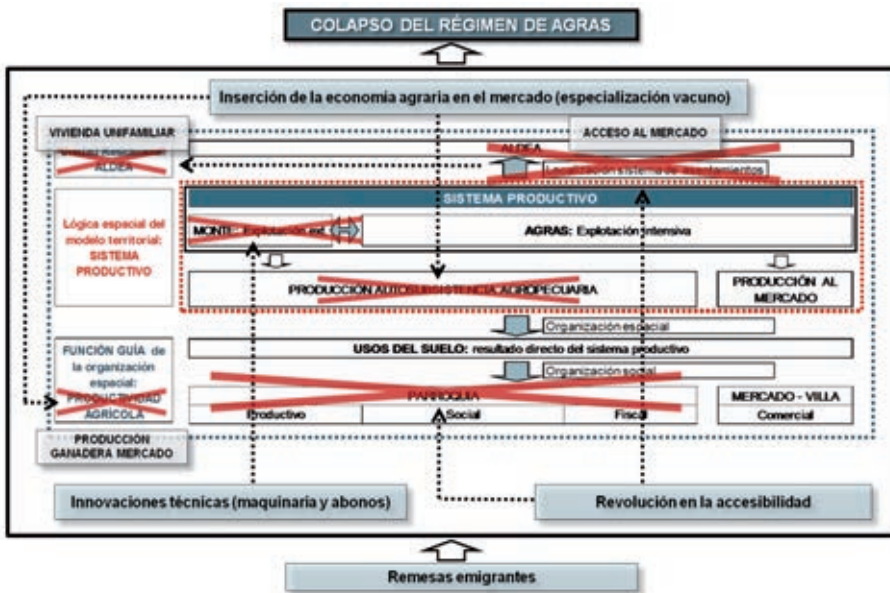 COLAPSO DEL RÉGIMEN DE AGRAS
Inserción de la economía agraria en el mercado (especialización vacuno)
VIVIENDA UNIFAMILIAR
ACCESO AL MERCADO
ALDEA
ALDEA
Localización sistema de asentamientos
Lógica espacial del
modelo territorial:
SISTEMA
PRODUCTIVO
SISTEMA PRODUCTIVO
MONTE: Explotación ext.
AGRAS: Explotación intensiva
PRODUCCIÓN AUTOSUBSISTENCIA AGROPECUARIA
PRODUCCIÓN AL
MERCADO
Organización espacial
FUNCIÓN GUÍA de
la organización
espacial:
PRODUCTIVIDAD
AGRÍCOLA
USOS DEL SUELO: resultado directo del sistema productivo
Organización social
PARROQUIA
Productivo
Social
Fiscal
MERCADO - VILLA
Comercial
PRODUCCIÓN
GANADERA MERCADO
Innovaciones técnicas (maquinaria y abonos)
Revolución en la accesibilidad
Remesas emigrantes